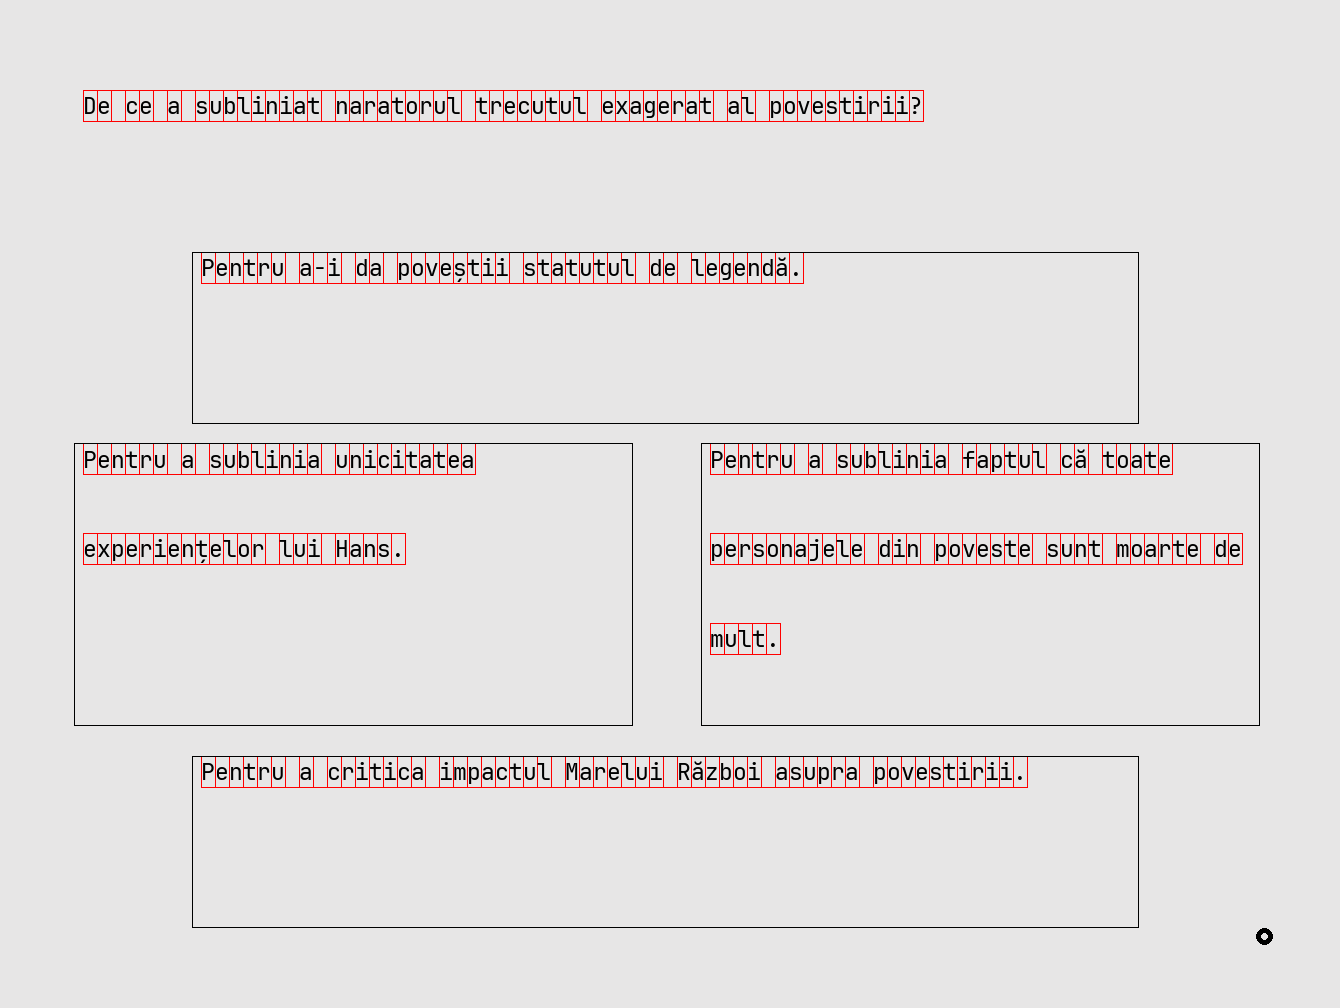 De ce a subliniat naratorul trecutul exagerat al povestirii?
Pentru a-i da poveștii statutul de legendă.
Pentru a sublinia unicitatea
experiențelor lui Hans.
Pentru a sublinia faptul că toate
personajele din poveste sunt moarte de
mult.
Pentru a critica impactul Marelui Război asupra povestirii.